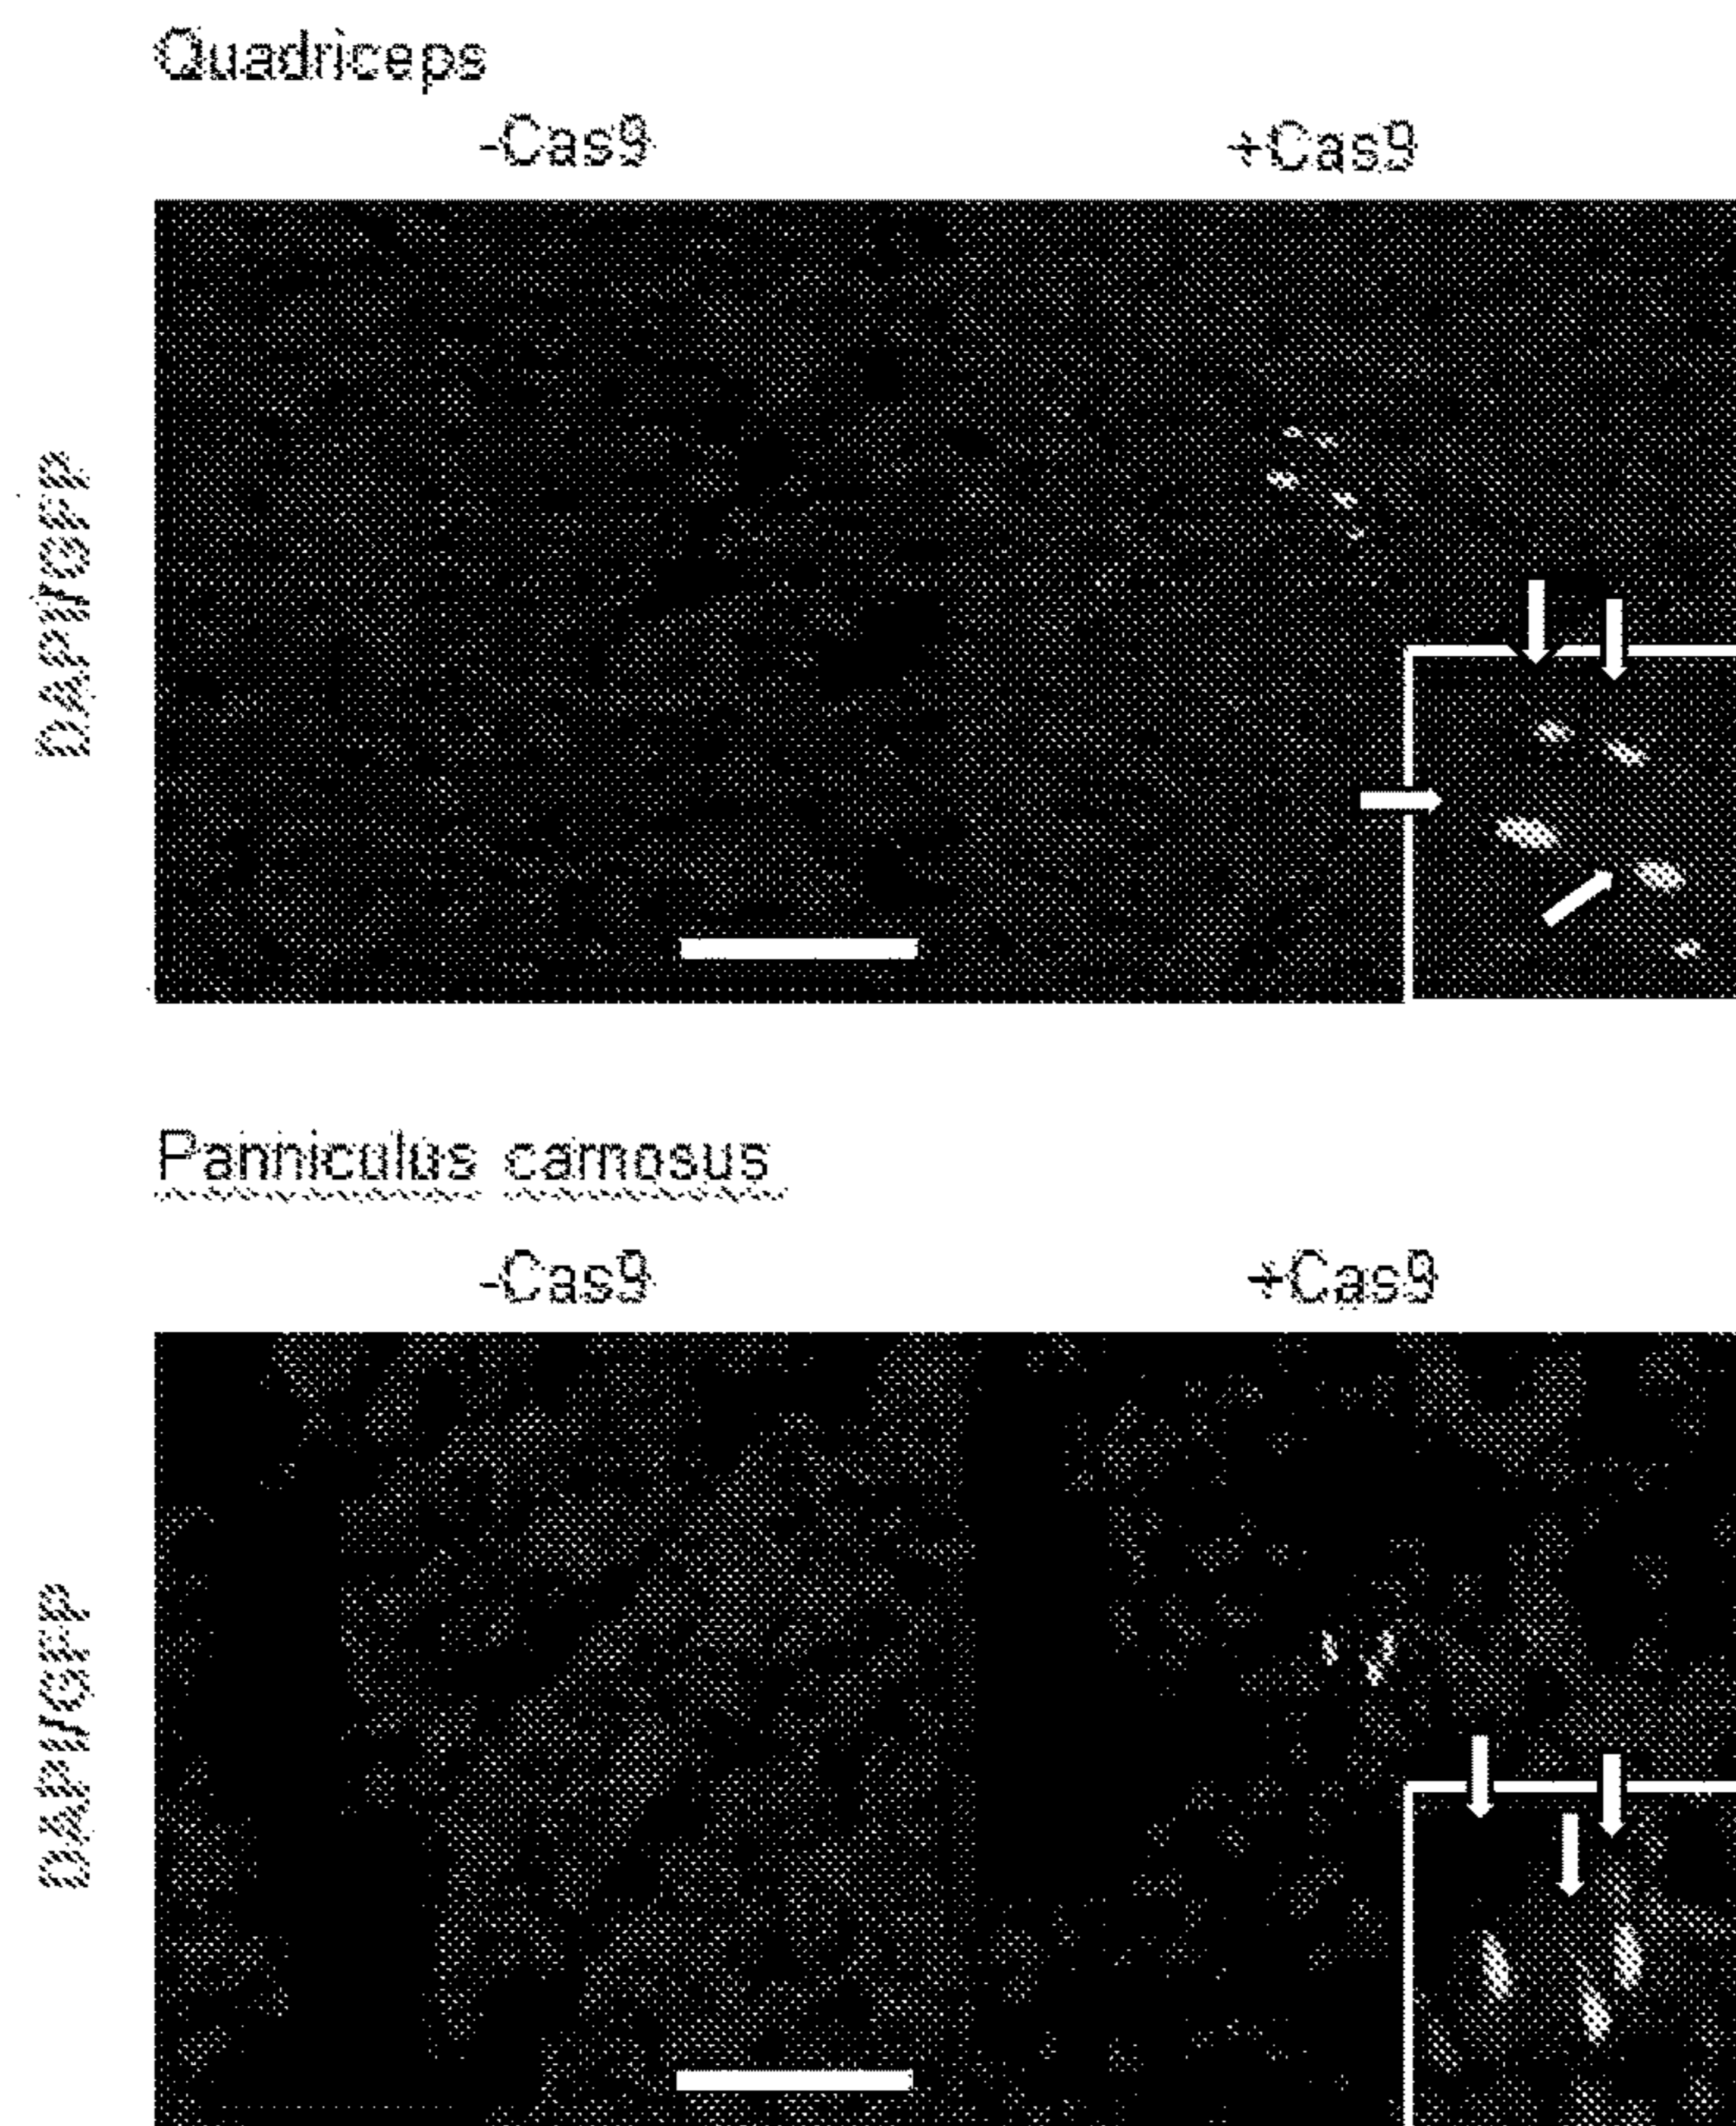 Quadriceps
-Cas9
+Cas9
DAPI/GFP
Panniculus carnosus
-Cas9
+Cas9
DAPI/GFP